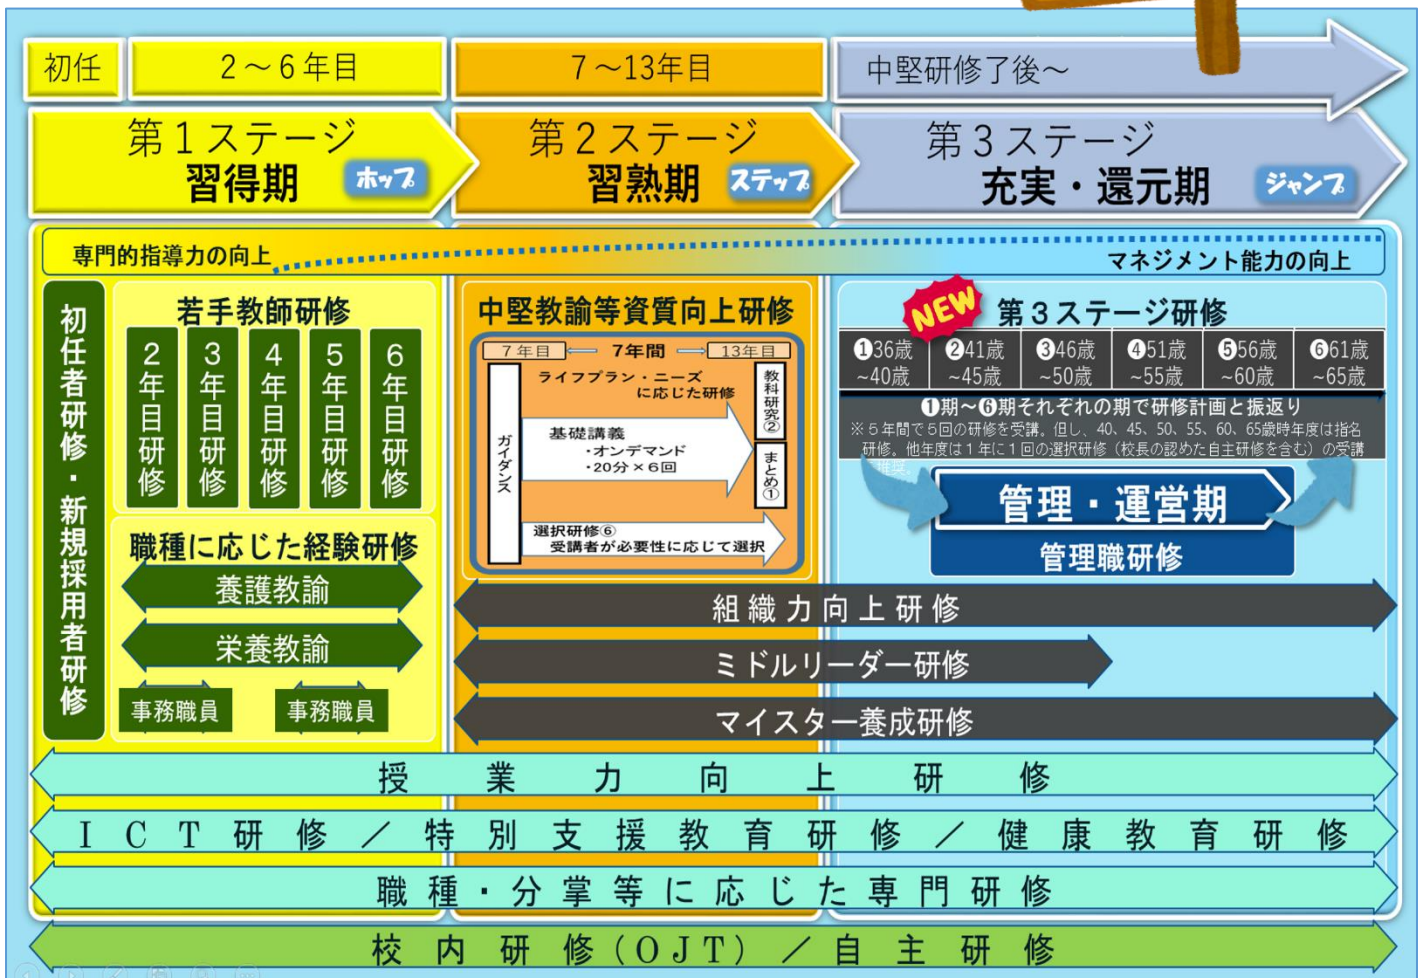 初任
2～6年目
7～13年目
中堅研修了後～
第1ステージ
習得期
ホップ
第2ステージ
習熟期
ステップ
第3ステージ
充実・還元期
ジャンプ
専門的指導力の向上
マネジメント能力の向上
初任者研修・新規採用者研修
若手教師研修
2年目研修
3年目研修
4年目研修
5年目研修
6年目研修
職種に応じた経験研修
養護教諭
栄養教諭
事務職員
事務職員
中堅教諭等資質向上研修
7年目
7年間
13年目
ライフプラン・ニーズ
に応じた研修
ガイダンス
基礎講義
・オンデマンド
・20分×6回
教科研究②
まとめ①
選択研修⑥
受講者が必要性に応じて選択
NEW
第3ステージ研修
❶36歳
~40歳
❷41歳
~45歳
❸46歳
~50歳
❹51歳
~55歳
❺56歳
~60歳
❻61歳
~65歳
❶期～❻期それぞれの期で研修計画と振返り
※５年間で５回の研修を受講。但し、40、45、50、55、60、65歳時年度は指名
研修。他年度は１年に１回の選択研修（校長の認めた自主研修を含む）の受講
推奨。
管理・運営期
管理職研修
組織力向上研修
ミドルリーダー研修
マイスター養成研修
授業力向上研修
ICT研修／特別支援教育研修／健康教育研修
職種・分掌等に応じた専門研修
校内研修(OJT)／自主研修